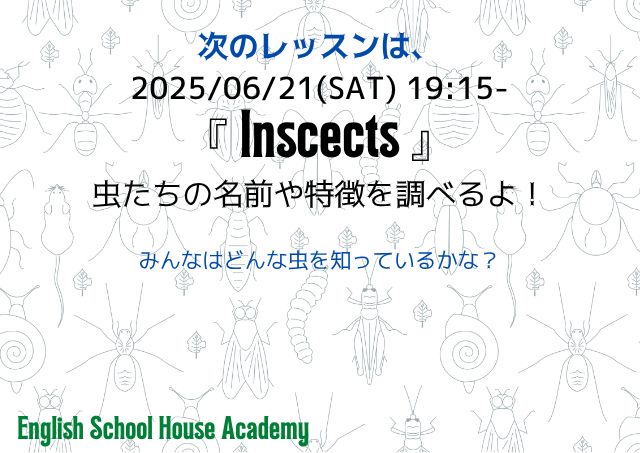 次のレッスンは、
2025/06/21(SAT) 19:15-
『 Inscects 』
虫たちの名前や特徴を調べるよ！
みんなはどんな虫を知っているかな？
English School House Academy